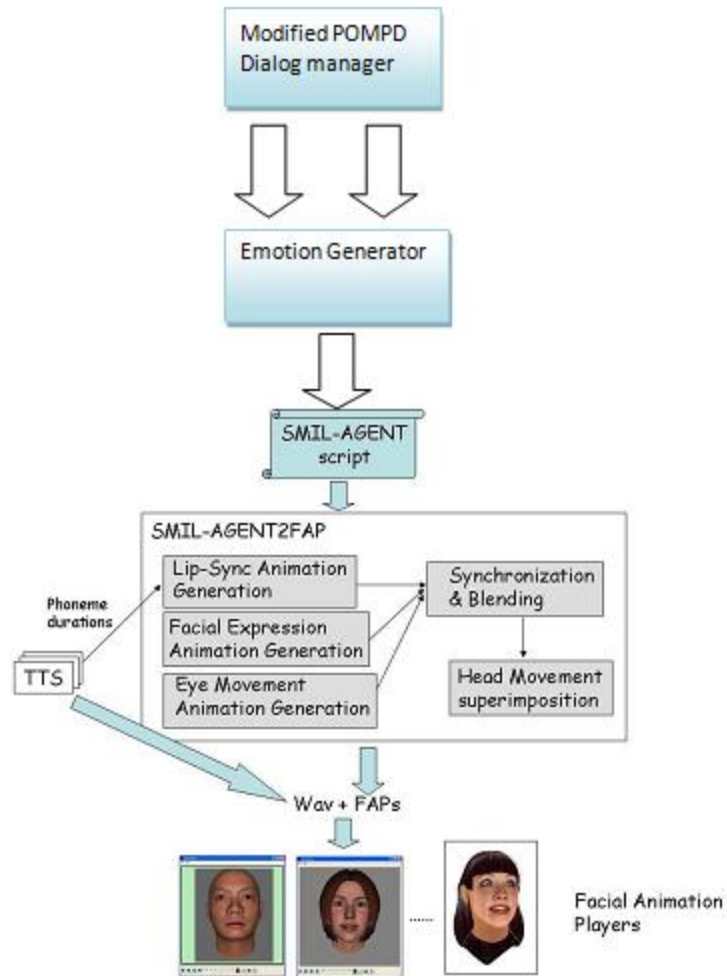 Modified POMPD
Dialog manager
Emotion Generator
SMIL-AGENT
script
SMIL-AGENT2FAP
Lip-Sync Animation
Generation
Synchronization
& Blending
Phoneme
durations
Facial Expression
Animation Generation
TTS
Eye Movement
Animation Generation
Head Movement
superimposition
Wav + FAPs
......
Facial Animation
Players